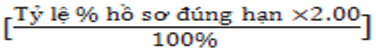 [Tỷ lệ % hồ sơ đúng hạn ×2.00
100%]